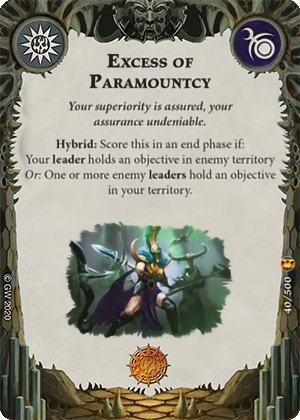 Excess of
Paramountcy
Your superiority is assured, your
assurance undeniable.
Hybrid: Score this in an end phase if:
Your leader holds an objective in enemy territory
Or: One or more enemy leaders hold an objective
in your territory.
© GW 2020
40/500